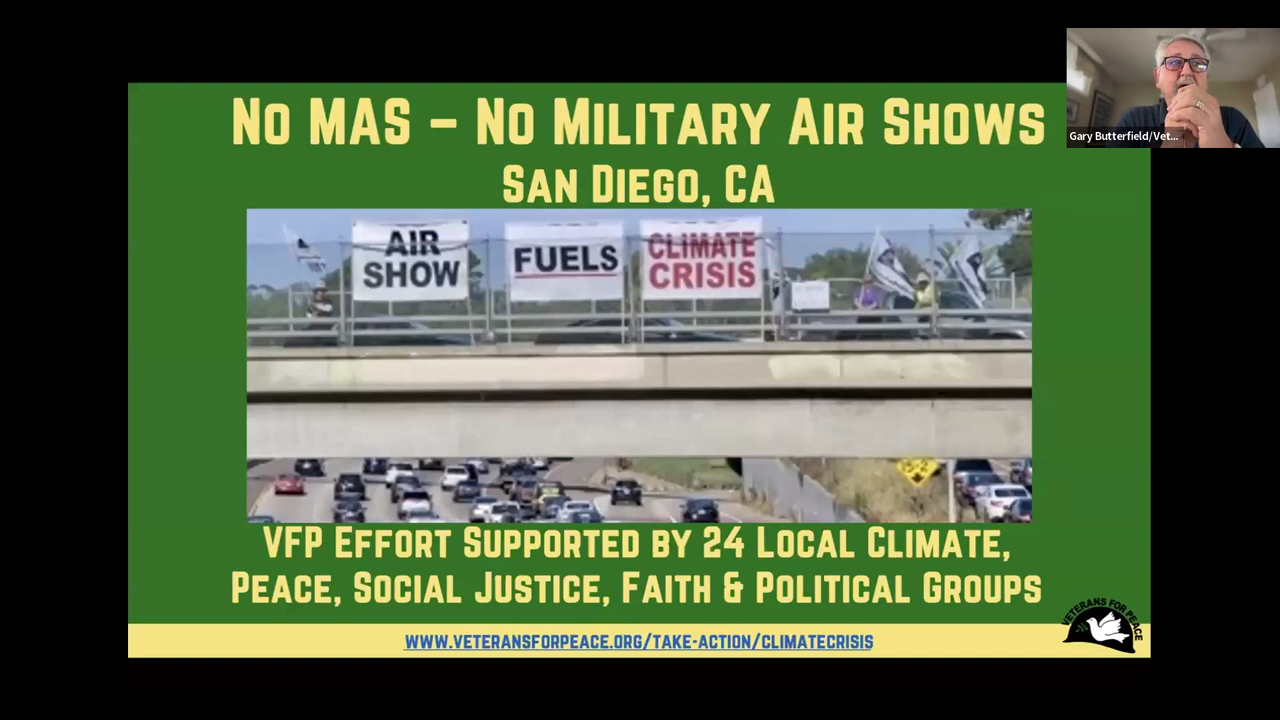 No MAS – No Military Air Shows
San Diego, CA
Gary Butterfield/Vet...
AIR
SHOW
FUELS
CLIMATE
CRISIS
VFP Effort Supported by 24 Local Climate,
Peace, Social Justice, Faith & Political Groups
VETERANS FOR PEACE
www.veteransforpeace.org/take-action/climatecrisis